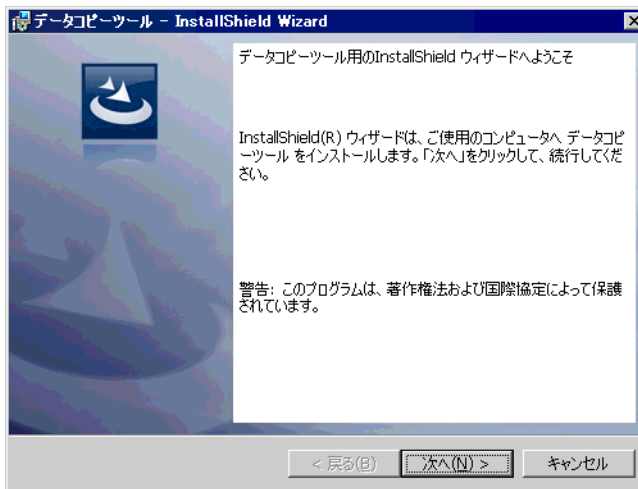 データコピーツール - InstallShield Wizard
データコピーツール用のInstallShield ウィザードへようこそ
InstallShield(R) ウィザードは、ご使用のコンピュータへ データコピ
ーツール をインストールします。「次へ」をクリックして、続行してくだ
さい。
警告: このプログラムは、著作権法および国際協定によって保護
されています。
< 戻る(B)
次へ(N) >
キャンセル